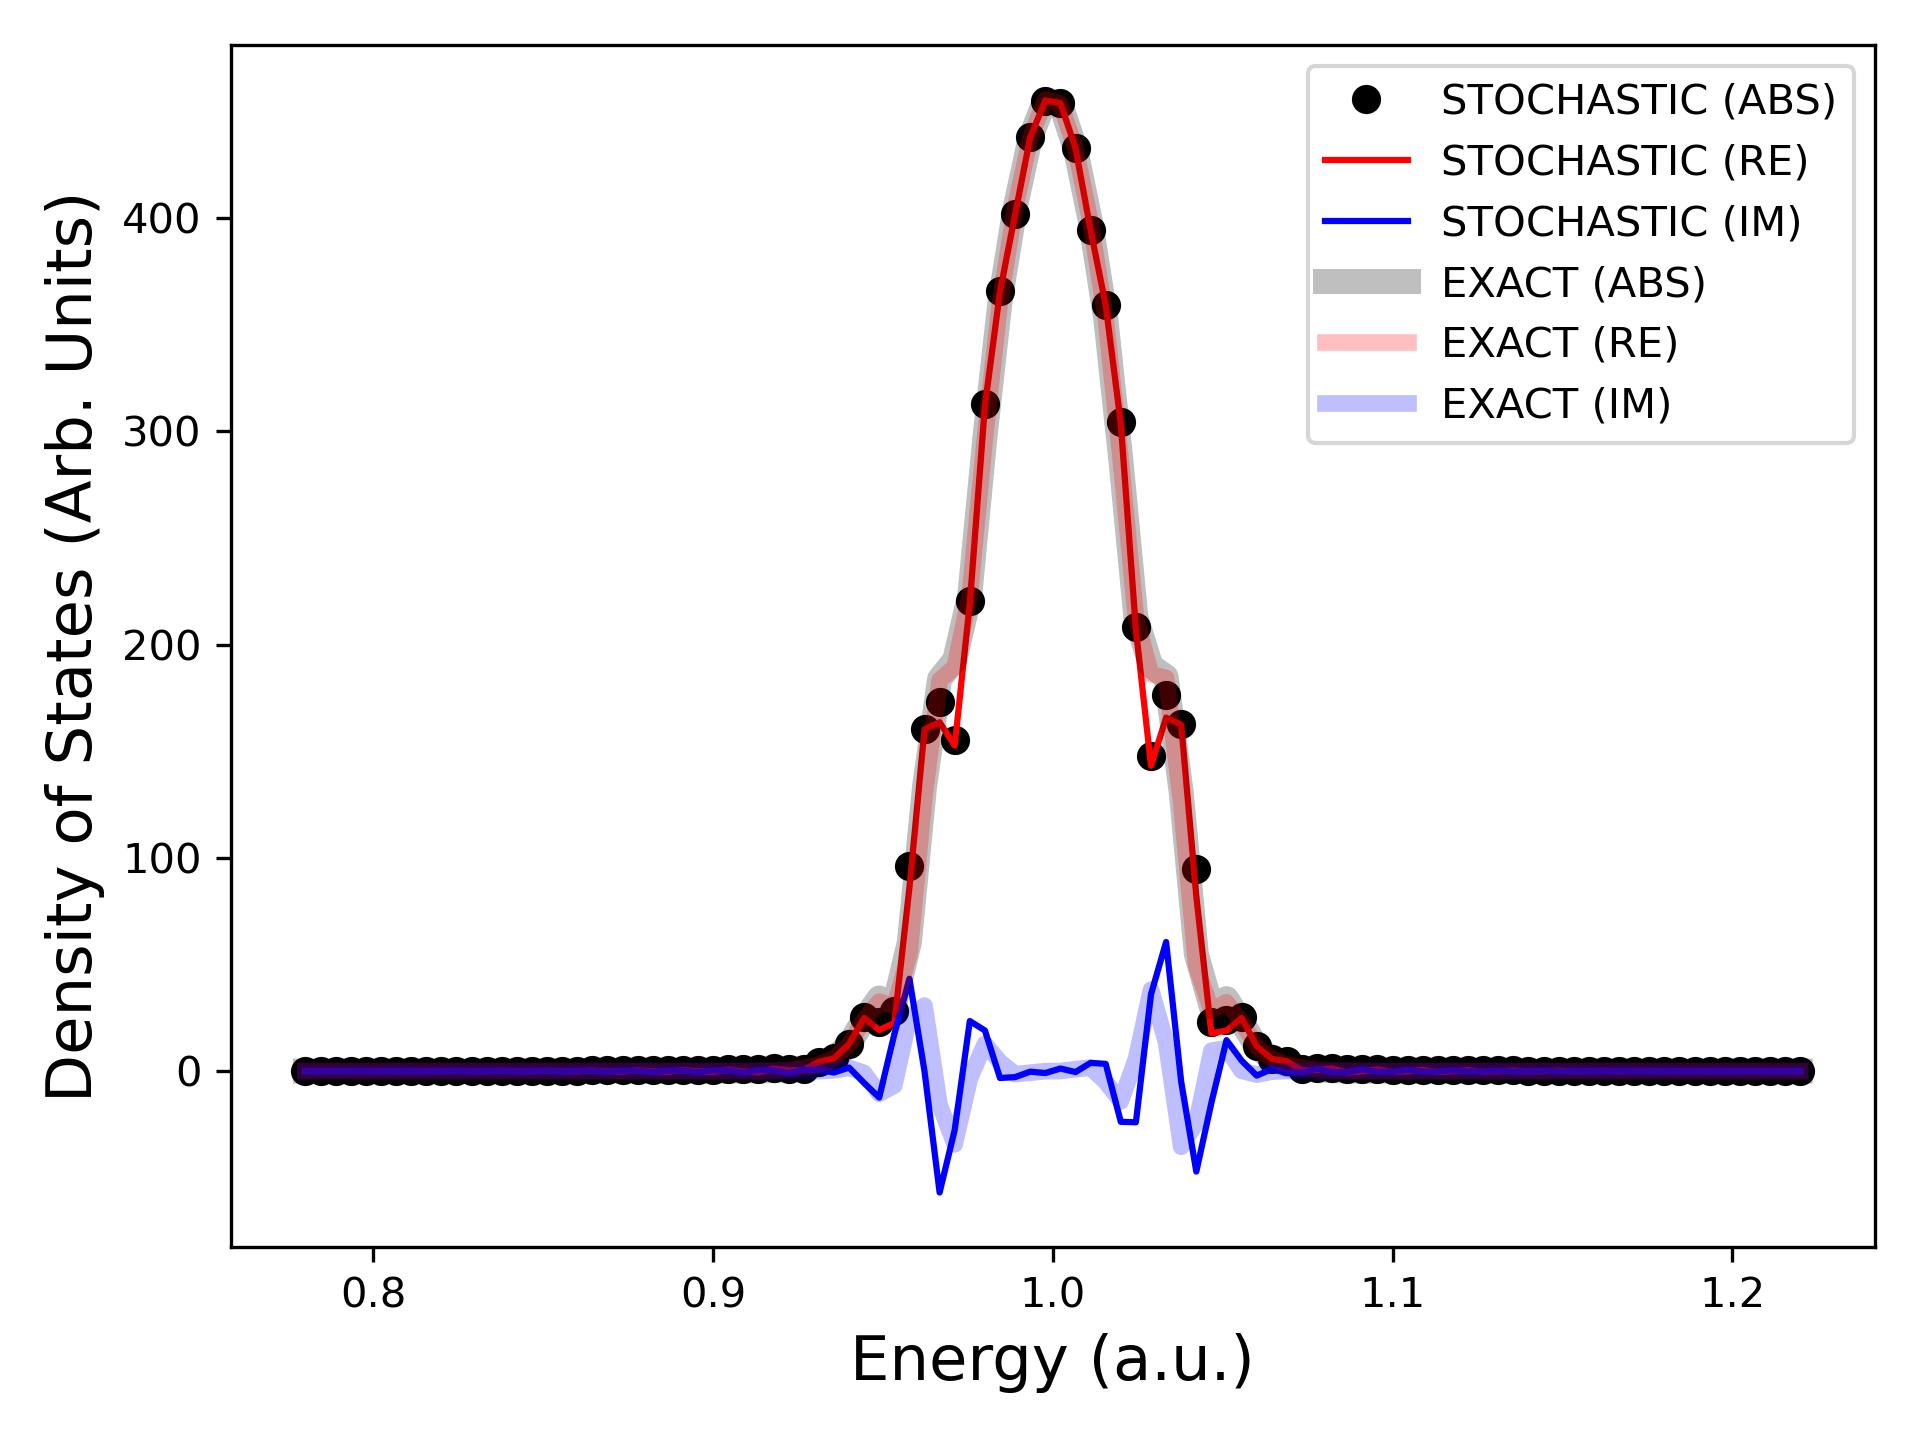 Density of States (Arb. Units)
400
300
200
100
0
STOCHASTIC (ABS)
STOCHASTIC (RE)
STOCHASTIC (IM)
EXACT (ABS)
EXACT (RE)
EXACT (IM)
0.8 0.9 1.0 1.1 1.2
Energy (a.u.)